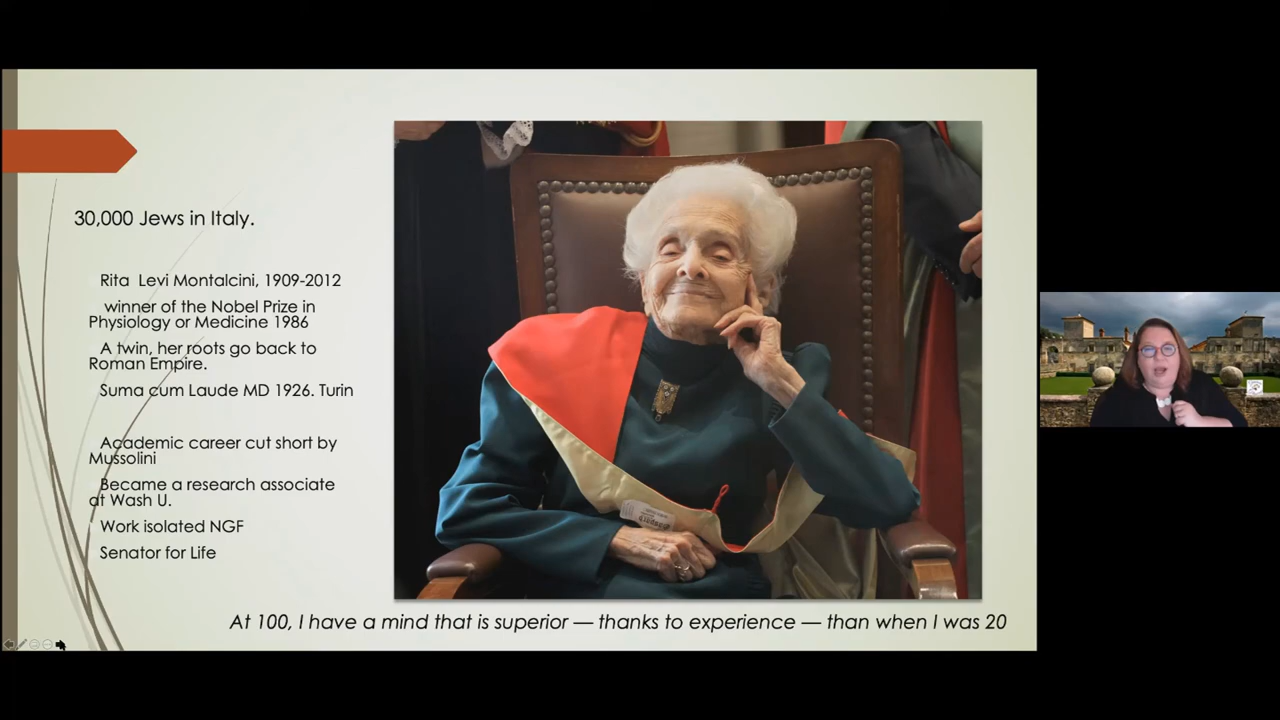 30,000 Jews in Italy.
Rita Levi Montalcini, 1909-2012
winner of the Nobel Prize in
Physiology or Medicine 1986
A twin, her roots go back to
Roman Empire.
Suma cum Laude MD 1926. Turin
Academic career cut short by
Mussolini
Became a research associate
at Wash U.
Work isolated NGF
Senator for Life
At 100, I have a mind that is superior — thanks to experience — than when I was 20